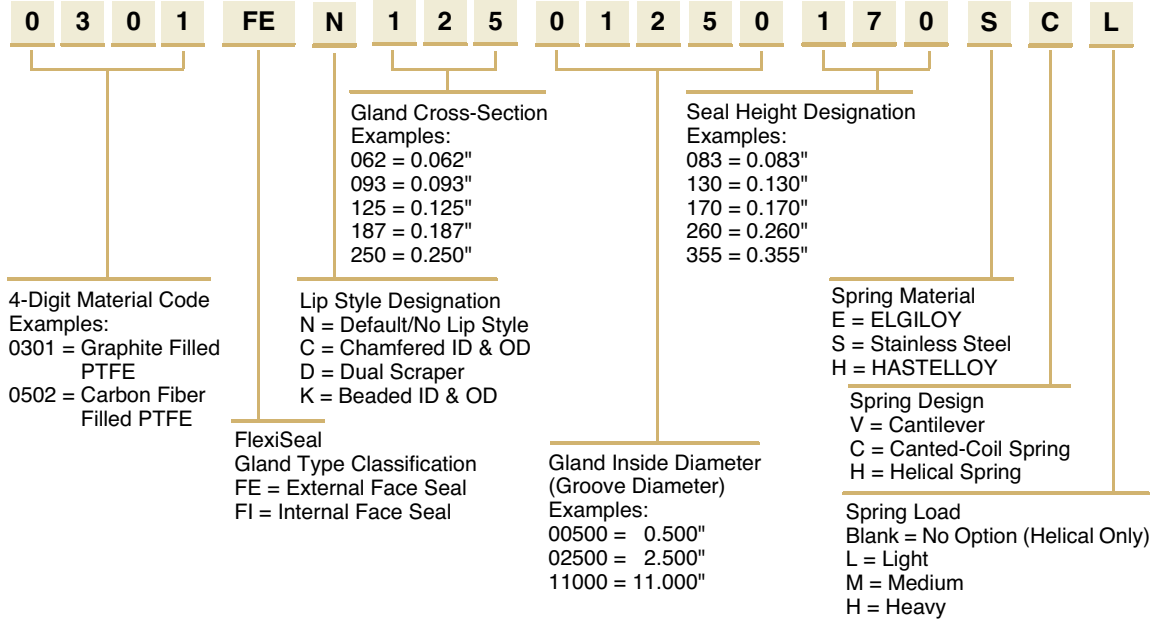 0 3 0 1 FE N 1 2 5 0 1 2 5 0 1 7 0 S C L
Gland Cross-Section
Examples:
062 = 0.062"
093 = 0.093"
125 = 0.125"
187 = 0.187"
250 = 0.250"
Seal Height Designation
Examples:
083 = 0.083"
130 = 0.130"
170 = 0.170"
260 = 0.260"
355 = 0.355"
4-Digit Material Code
Examples:
0301 = Graphite Filled
PTFE
0502 = Carbon Fiber
Filled PTFE
Lip Style Designation
N = Default/No Lip Style
C = Chamfered ID & OD
D = Dual Scraper
K = Beaded ID & OD
Spring Material
E = ELGILOY
S = Stainless Steel
H = HASTELLOY
Spring Design
V = Cantilever
C = Canted-Coil Spring
H = Helical Spring
FlexiSeal
Gland Type Classification
FE = External Face Seal
FI = Internal Face Seal
Gland Inside Diameter
(Groove Diameter)
Examples:
00500 = 0.500"
02500 = 2.500"
11000 = 11.000"
Spring Load
Blank = No Option (Helical Only)
L = Light
M = Medium
H = Heavy